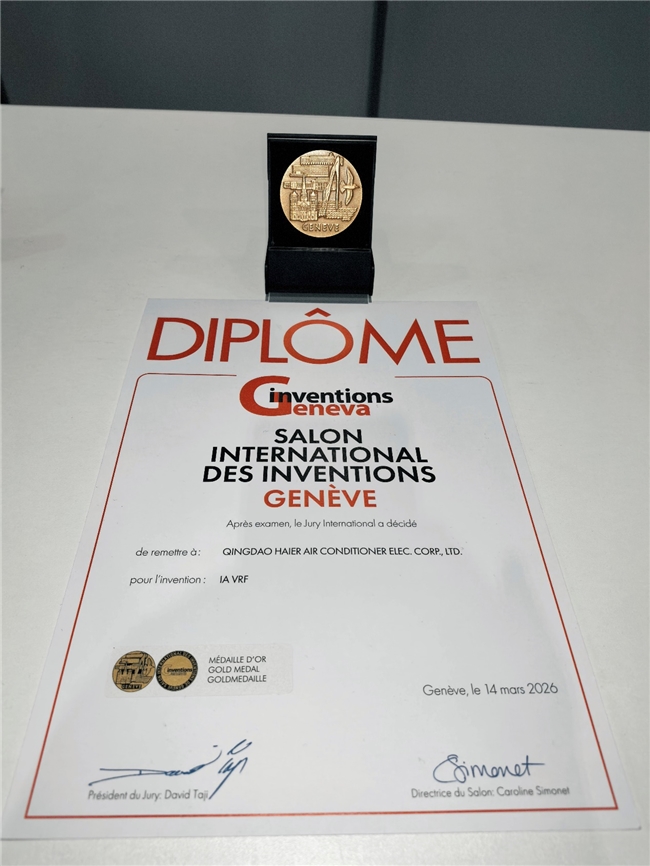 GENEVE
DIPLÔME
inventions
Geneva
SALON
INTERNATIONAL
DES INVENTIONS
GENÈVE
Après examen, le Jury International a décidé
de remettre à : QINGDAO HAIER AIR CONDITIONER ELEC. CORP., LTD.
pour l'invention : IA VRF
MÉDAILLE D'OR
GOLD MEDAL
GOLDMEDAILLE
Genève, le 14 mars 2026
Simonet
Président du Jury: David Taji
Directrice du Salon: Caroline Simonet